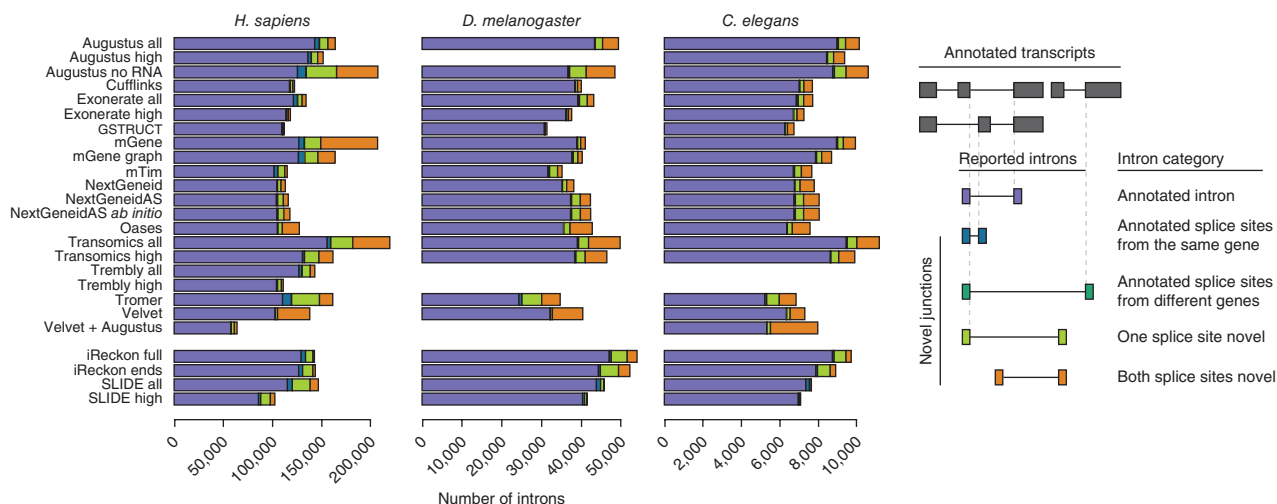 H. sapiens
D. melanogaster
C. elegans
Augustus all
Augustus high
Augustus no RNA
Cufflinks
Exonerate all
Exonerate high
GSTRUCT
mGene
mGene graph
mTim
NextGeneid
NextGeneidAS
NextGeneidAS ab initio
Oases
Transomics all
Transomics high
Trembly all
Trembly high
Tromer
Velvet
Velvet + Augustus
iReckon full
iReckon ends
SLIDE all
SLIDE high
0
50,000
100,000
150,000
200,000
0
10,000
20,000
30,000
40,000
50,000
0
2,000
4,000
6,000
8,000
10,000
Number of introns
Annotated transcripts
Reported introns
Intron category
Annotated intron
Annotated splice sites
from the same gene
Annotated splice sites
from different genes
One splice site novel
Both splice sites novel
Novel junctions